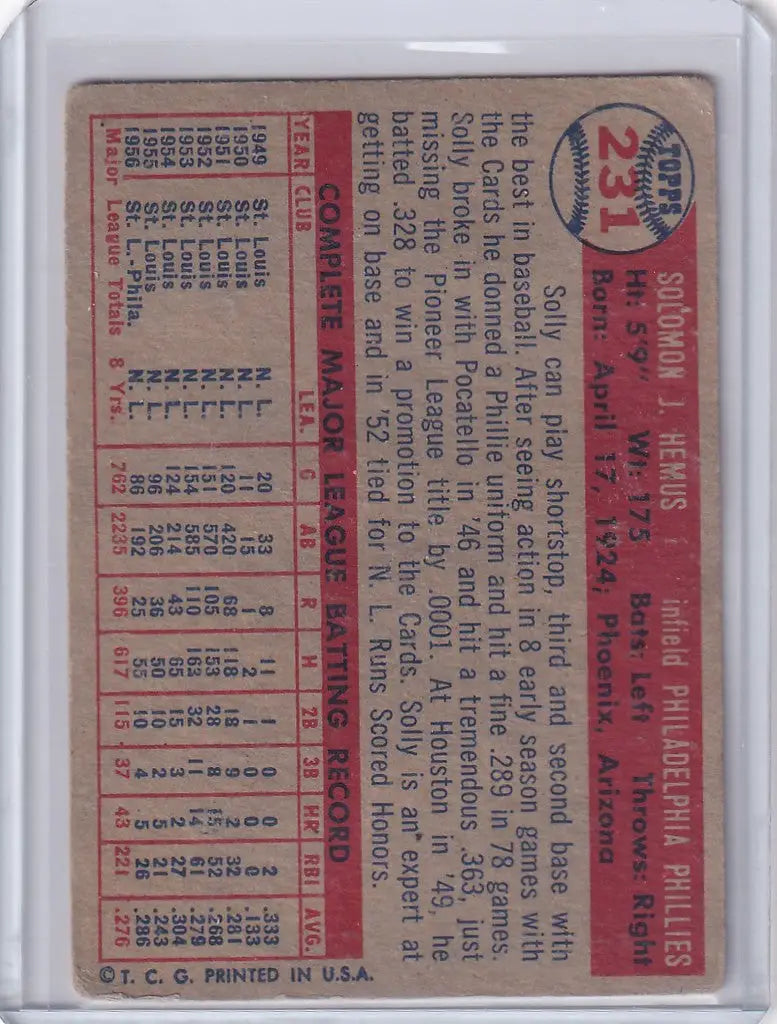 TOPPS
231
SOLOMON J. HEMUS infield PHILADELPHIA PHILLIES
Ht: 5'9" Wt: 175 Bats: Left Throws: Right
Born: April 17, 1924; Phoenix, Arizona
Solly can play shortstop, third and second base with
the best in baseball. After seeing action in 8 early season games with
the Cards he donned a Phillie uniform and hit a fine .289 in 78 games.
Solly broke in with Pocatello in '46 and hit a tremendous .363, just
missing the Pioneer League title by .0001. At Houston in '49, he
batted .328 to win a promotion to the Cards. Solly is an expert at
getting on base and in '52 tied for N. L. Runs Scored Honors.
COMPLETE MAJOR LEAGUE BATTING RECORD
YEAR CLUB LEA. G AB R H 2B 3B HR RBI AVG.
1949 St. Louis N. L. 20 33 8 11 1 0 0 2 .333
1950 St. Louis N. L. 11 15 1 2 1 0 0 0 .133
1951 St. Louis N. L. 120 420 68 118 18 9 2 32 .281
1952 St. Louis N. L. 151 570 105 153 28 8 15 52 .268
1953 St. Louis N. L. 154 585 110 163 32 11 14 61 .279
1954 St. Louis N. L. 124 214 43 65 15 3 2 27 .304
1955 St. Louis N. L. 96 206 36 50 10 2 5 21 .243
1956 St. L.-Phila. N. L. 86 192 25 55 10 4 5 26 .286
Major League Totals 8 Yrs. 762 2235 396 617 115 37 43 221 .276
© T. C. G. PRINTED IN U.S.A.